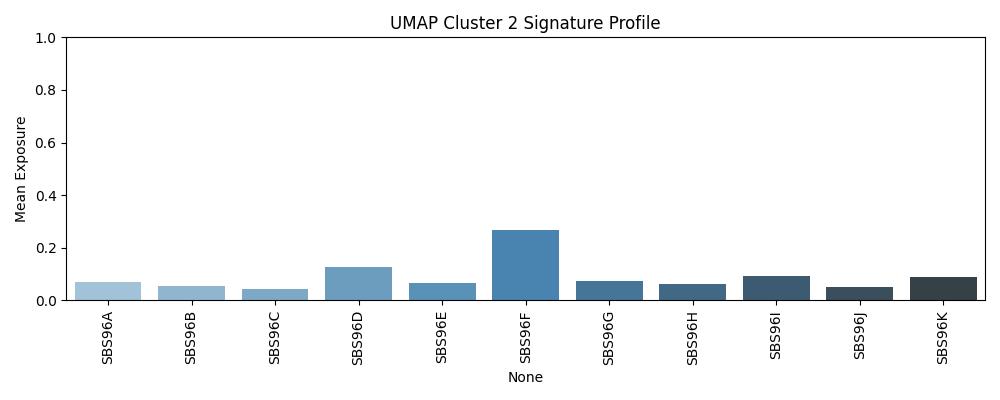 UMAP Cluster 2 Signature Profile
Mean Exposure
1.0
0.8
0.6
0.4
0.2
0.0
SBS96A
SBS96B
SBS96C
SBS96D
SBS96E
SBS96F
SBS96G
SBS96H
SBS96I
SBS96J
SBS96K
None